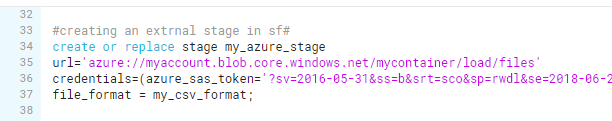 32
33 #creating an extrnal stage in sf#
34 create or replace stage my_azure_stage
35 url='azure://myaccount.blob.core.windows.net/mycontainer/load/files'
36 credentials=(azure_sas_token='?sv=2016-05-31&ss=b&srt=sco&sp=rwdl&se=2018-06-2
37 file_format = my_csv_format;
38